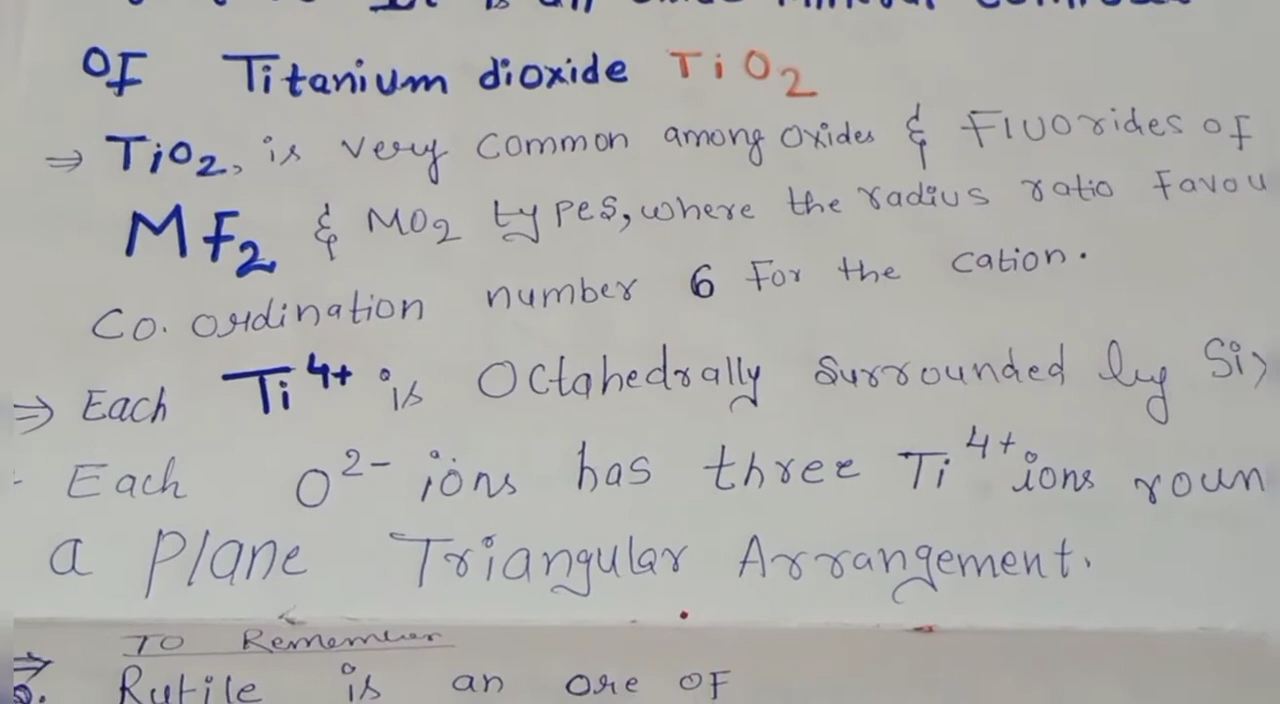 of Titanium dioxide TiO2
⇒ TiO2, is very common among oxides & Fluorides of
MF2 & MO2 types, where the radius ratio favou
Co. ordination number 6 for the cation.
⇒ Each Ti4+ is Octahedrally surrounded by Si
Each O2- ions has three Ti4+ ions roun
a plane Triangular Arrangement.
To Remember
⇒ Rutile is an ore of